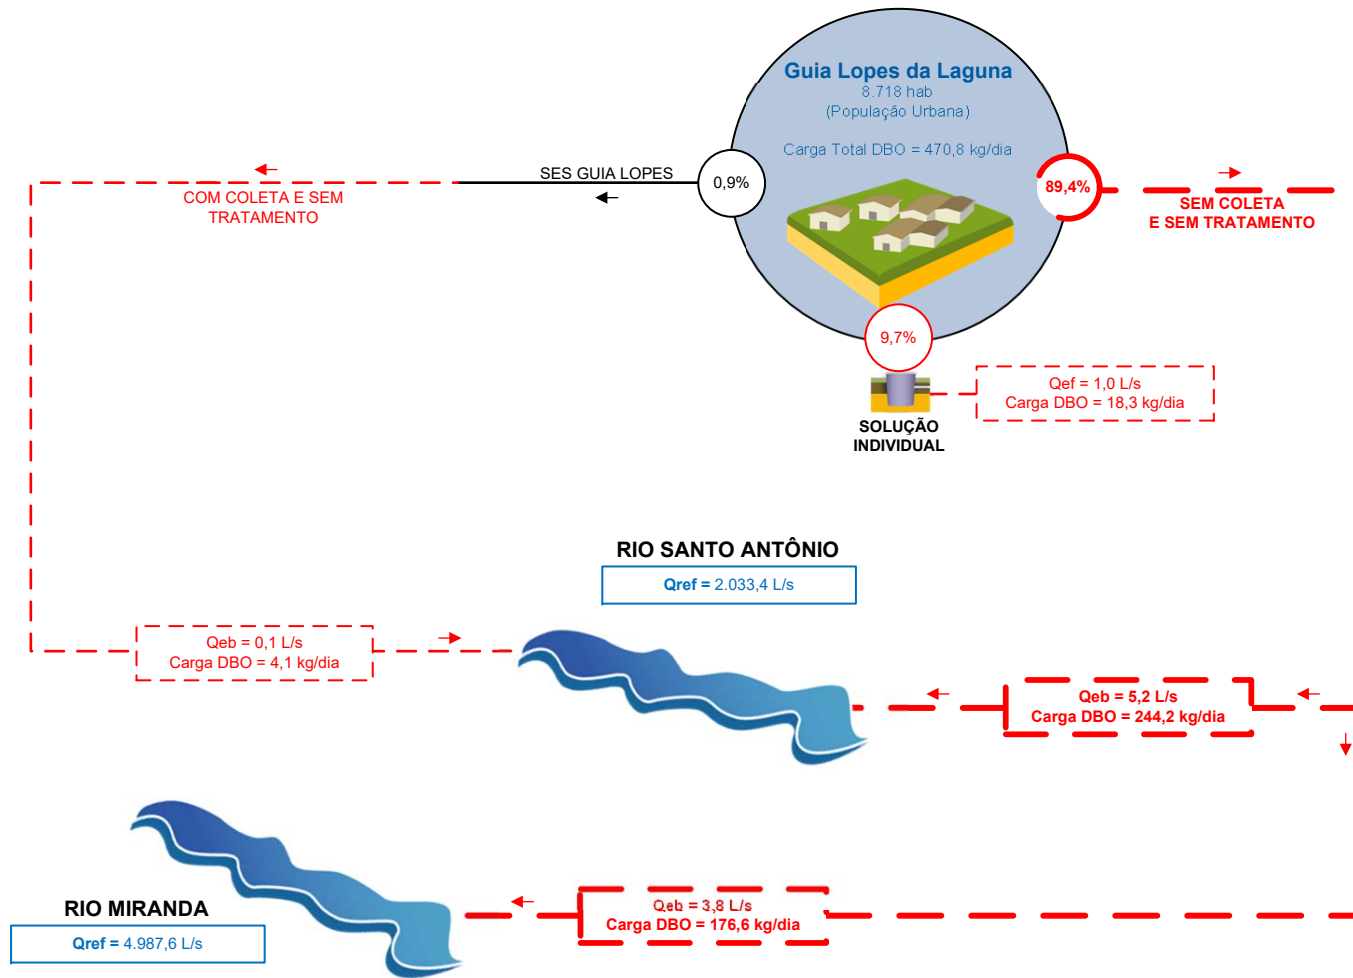 Guia Lopes da Laguna
8.718 hab
(População Urbana)
Carga Total DBO = 470,8 kg/dia
SES GUIA LOPES
0,9%
89,4%
COM COLETA E SEM
TRATAMENTO
SEM COLETA
E SEM TRATAMENTO
9,7%
Qef = 1,0 L/s
Carga DBO = 18,3 kg/dia
SOLUÇÃO
INDIVIDUAL
RIO SANTO ANTÔNIO
Qref = 2.033,4 L/s
Qeb = 0,1 L/s
Carga DBO = 4,1 kg/dia
Qeb = 5,2 L/s
Carga DBO = 244,2 kg/dia
RIO MIRANDA
Qref = 4.987,6 L/s
Qeb = 3,8 L/s
Carga DBO = 176,6 kg/dia